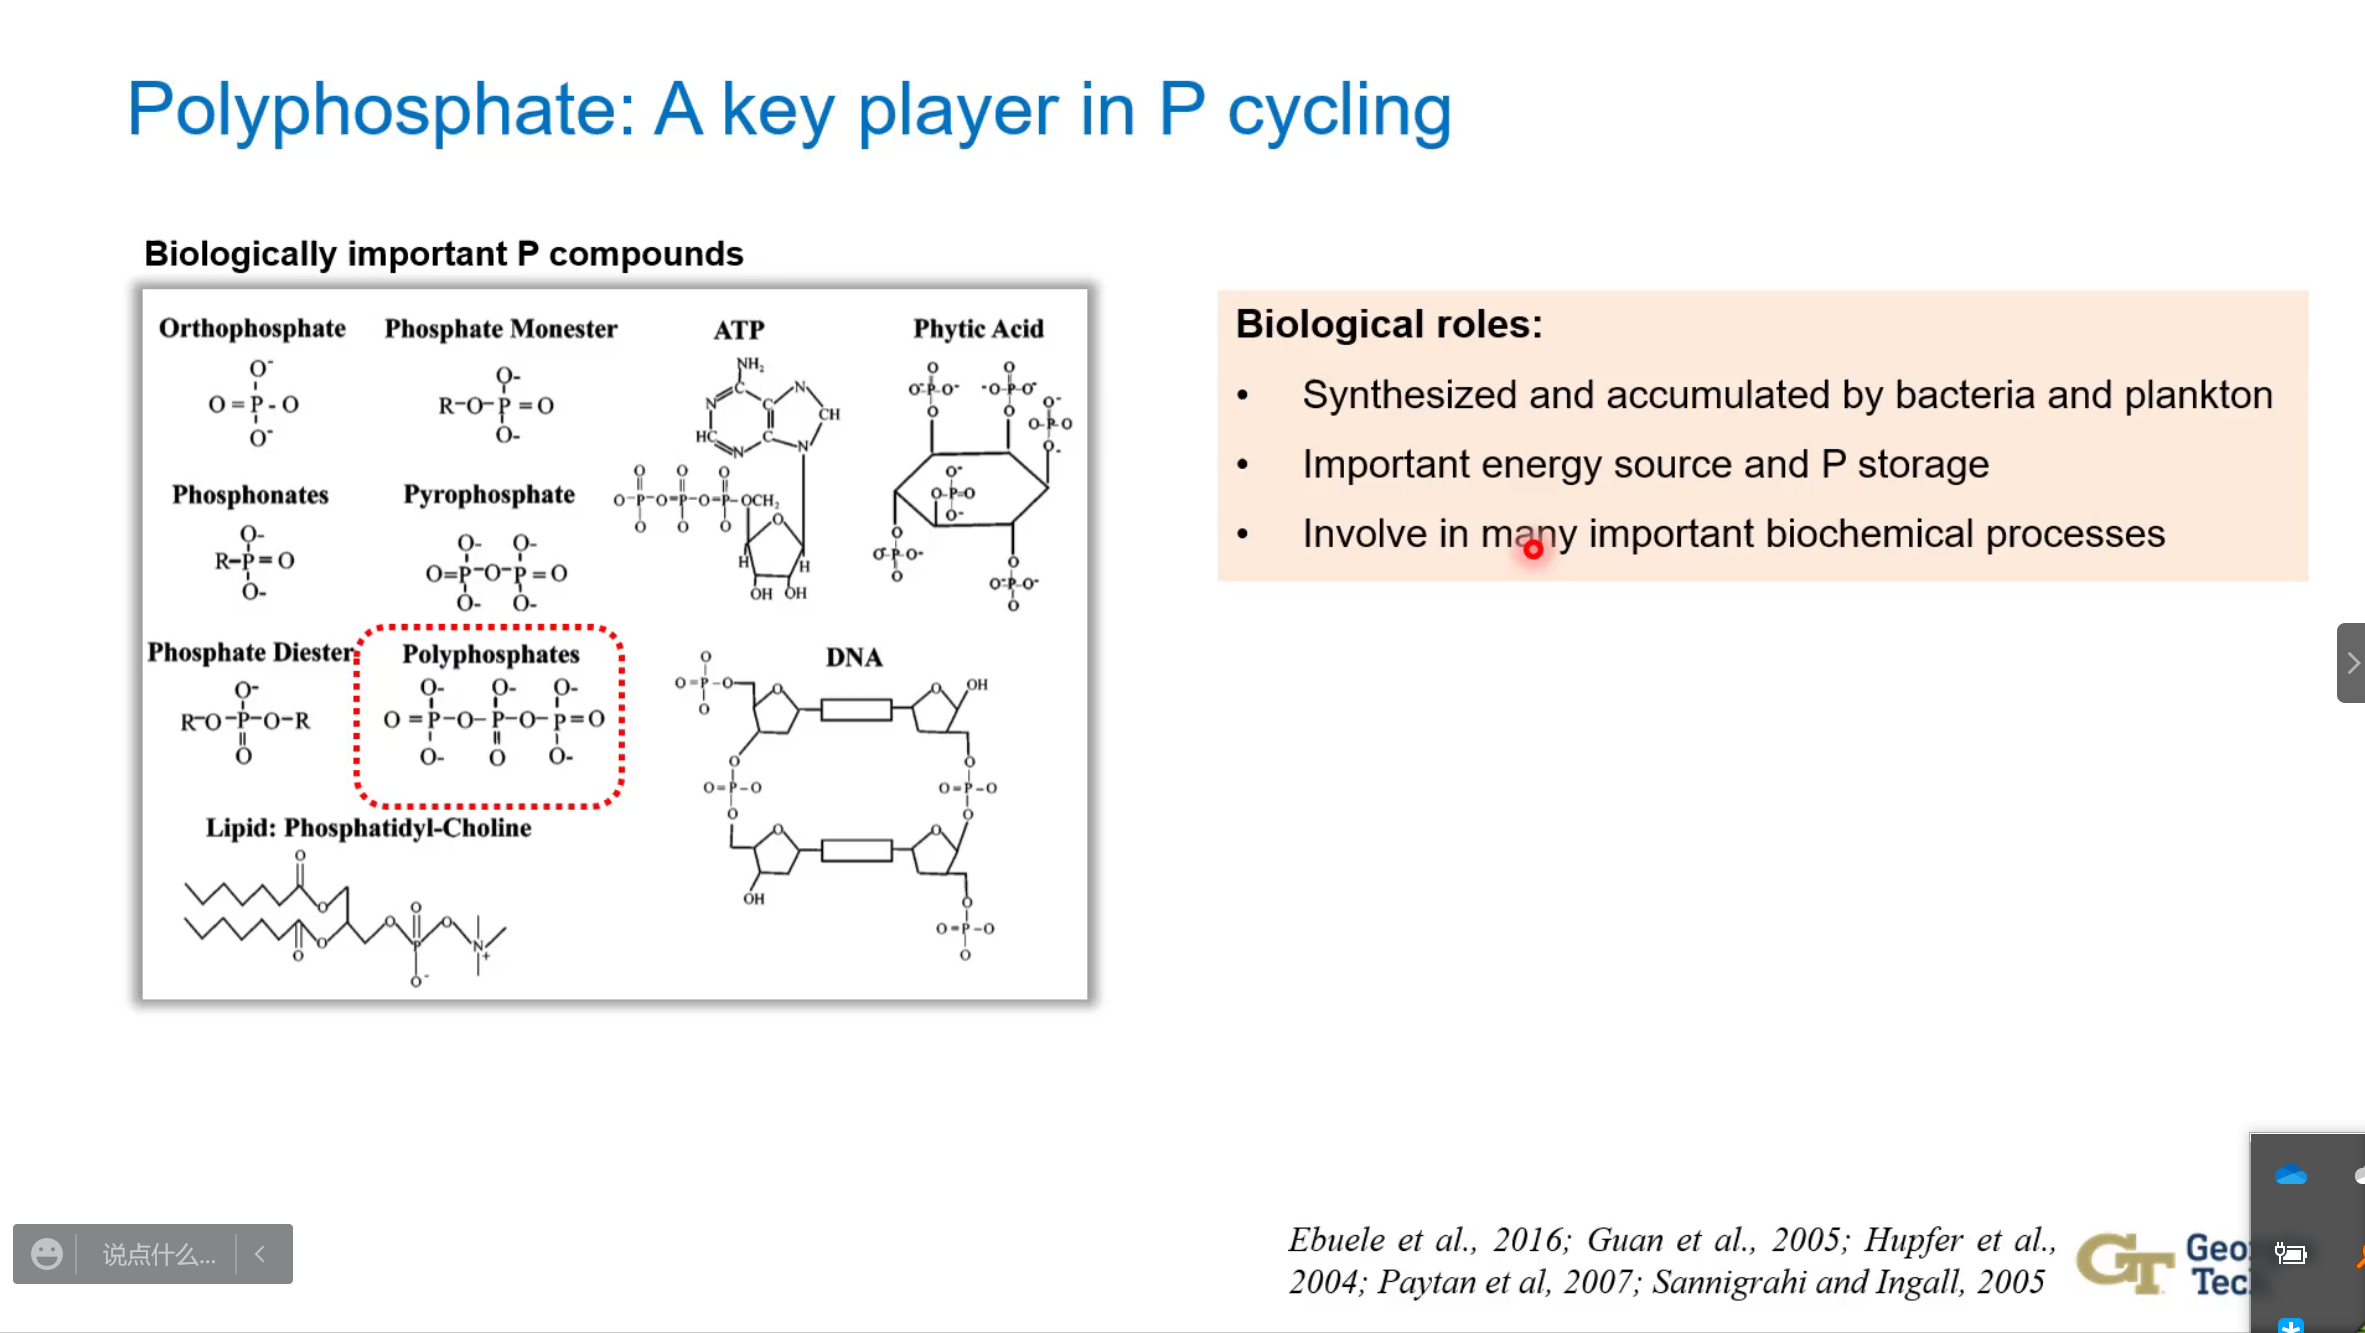 Polyphosphate: A key player in P cycling
Biologically important P compounds
Orthophosphate
Phosphate Monester
ATP
Phytic Acid
Phosphonates
Pyrophosphate
Phosphate Diester
Polyphosphates
DNA
Lipid: Phosphatidyl-Choline
Biological roles:
• Synthesized and accumulated by bacteria and plankton
• Important energy source and P storage
• Involve in many important biochemical processes
Ebuele et al., 2016; Guan et al., 2005; Hupfer et al.,
2004; Paytan et al, 2007; Sannigrahi and Ingall, 2005
GT
Geo
Tec
说点什么...